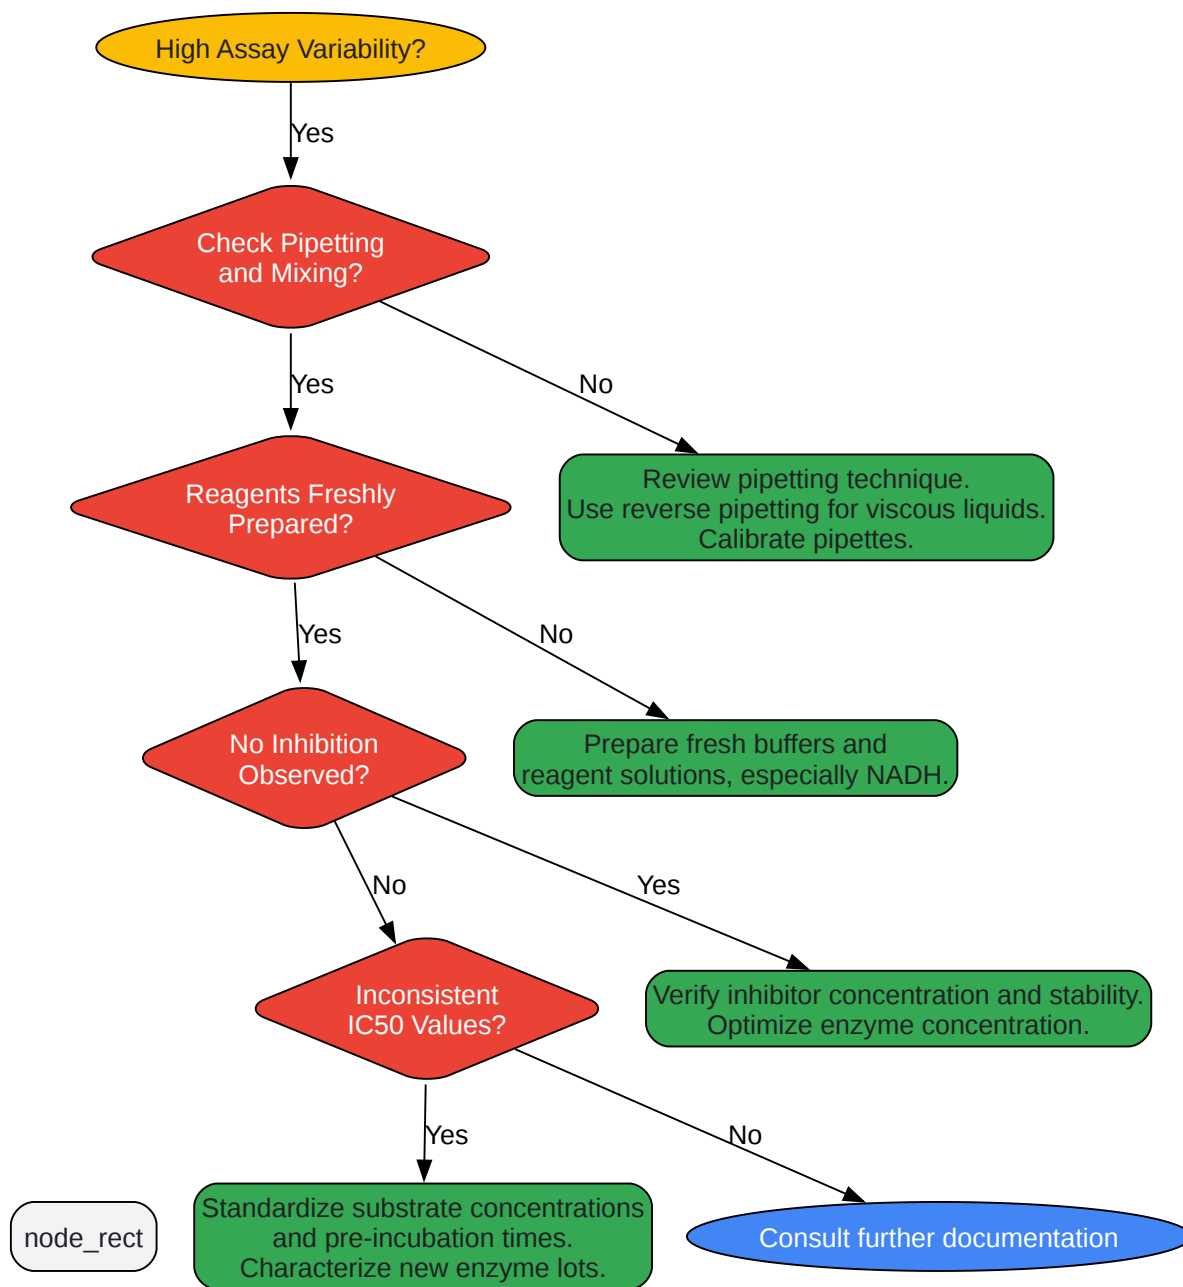 High Assay Variability?
Yes
Check Pipetting
and Mixing?
Yes
No
Reagents Freshly
Prepared?
Review pipetting technique.
Use reverse pipetting for viscous liquids.
Calibrate pipettes.
Yes
No
No Inhibition
Observed?
Prepare fresh buffers and
reagent solutions, especially NADH.
No
Yes
Inconsistent
IC50 Values?
Verify inhibitor concentration and stability.
Optimize enzyme concentration.
Yes
No
node_rect
Standardize substrate concentrations
and pre-incubation times.
Characterize new enzyme lots.
Consult further documentation